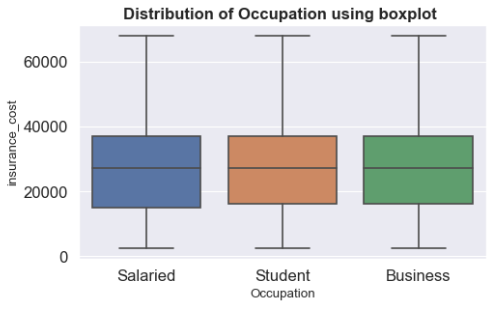 Distribution of Occupation using boxplot
60000
40000
20000
0
insurance_cost
Salaried Student Business
Occupation